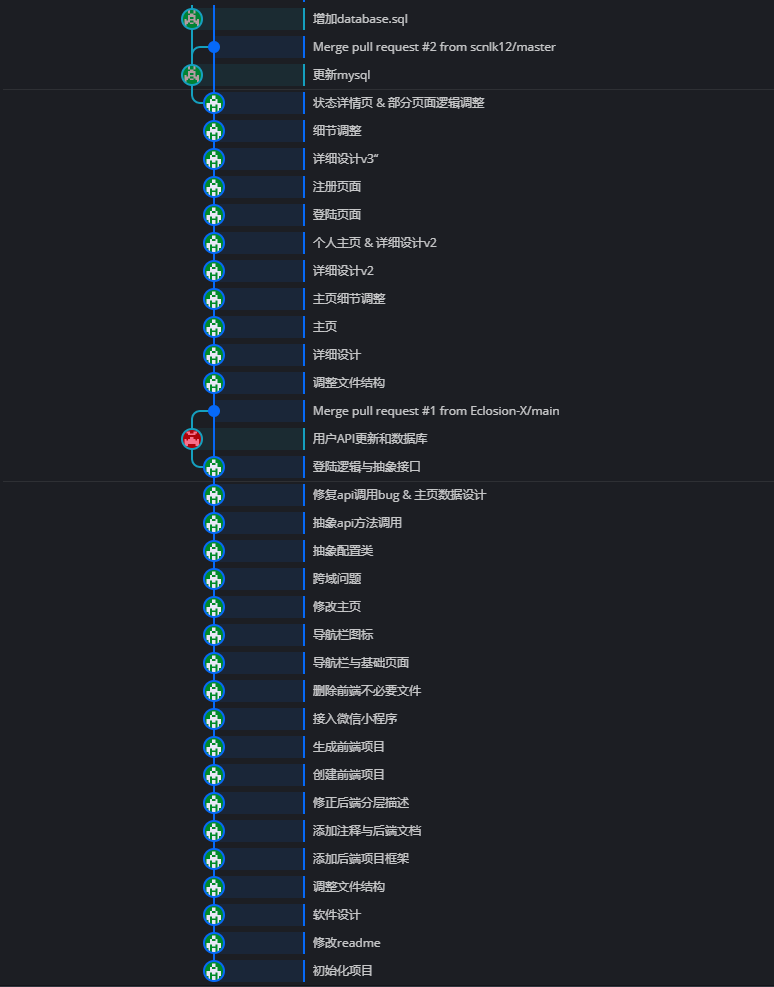 增加database.sql
Merge pull request #2 from scnlk12/master
更新mysql
状态详情页 & 部分页面逻辑调整
细节调整
详细设计v3“
注册页面
登陆页面
个人主页 & 详细设计v2
详细设计v2
主页细节调整
主页
详细设计
调整文件结构
Merge pull request #1 from Eclosion-X/main
用户API更新和数据库
登陆逻辑与抽象接口
修复api调用bug & 主页数据设计
抽象api方法调用
抽象配置类
跨域问题
修改主页
导航栏图标
导航栏与基础页面
删除前端不必要文件
接入微信小程序
生成前端项目
创建前端项目
修正后端分层描述
添加注释与后端文档
添加后端项目框架
调整文件结构
软件设计
修改readme
初始化项目